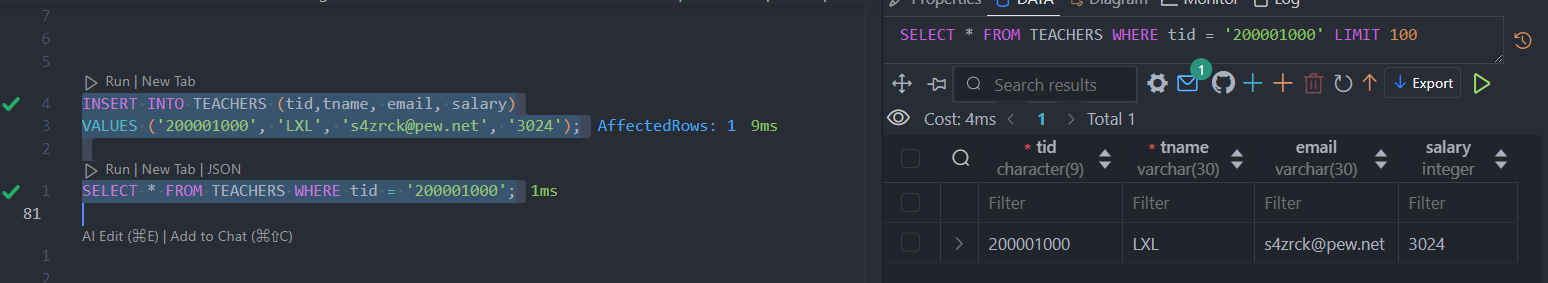 7
6
5
Run | New Tab
4 INSERT INTO TEACHERS (tid,tname, email, salary)
3 VALUES ('200001000', 'LXL', 's4zrck@pew.net', '3024'); AffectedRows: 1 9ms
2
Run | New Tab | JSON
1 SELECT * FROM TEACHERS WHERE tid = '200001000'; 1ms
81
AI Edit (⌘E) | Add to Chat (⌘⇧C)
1
2
Properties DATA Diagram Monitor Log
SELECT * FROM TEACHERS WHERE tid = '200001000' LIMIT 100
Search results 1 Export
Cost: 4ms 1 Total 1
* tid * tname email salary
character(9) varchar(30) varchar(30) integer
Filter Filter Filter Filter
200001000 LXL s4zrck@pew.net 3024